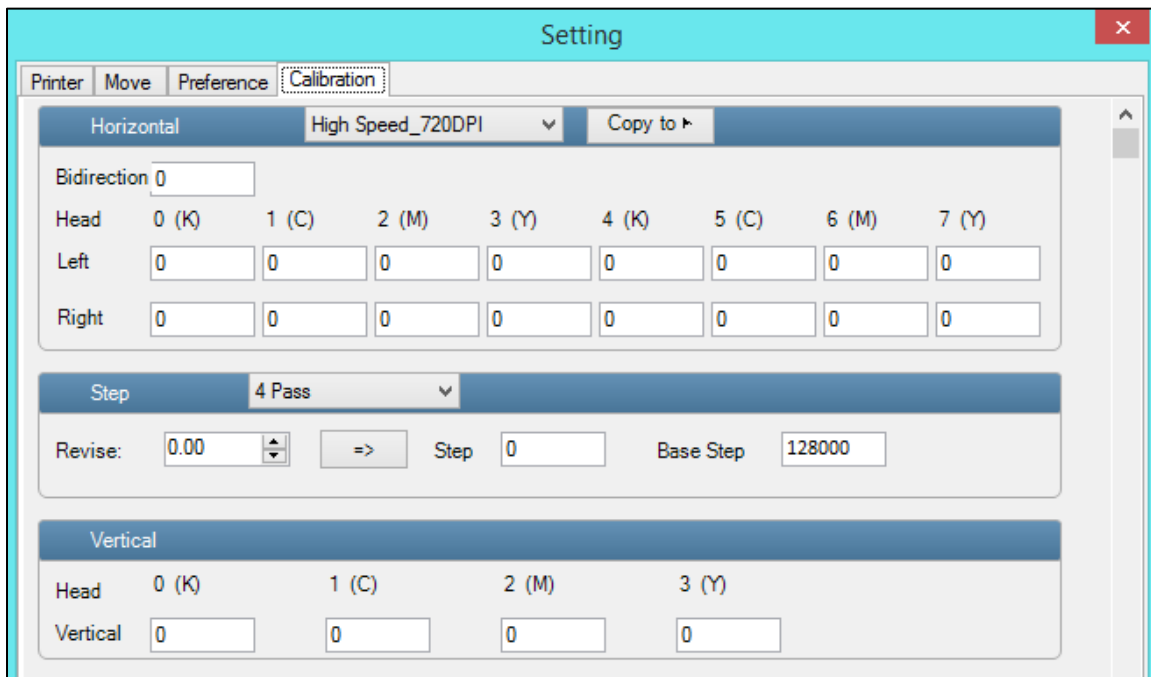 Setting
Printer Move Preference Calibration
Horizontal High Speed_720DPI Copy to
Bidirection 0
Head 0 (K) 1 (C) 2 (M) 3 (Y) 4 (K) 5 (C) 6 (M) 7 (Y)
Left 0 0 0 0 0 0 0 0
Right 0 0 0 0 0 0 0 0
Step 4 Pass
Revise: 0.00 => Step 0 Base Step 128000
Vertical
Head 0 (K) 1 (C) 2 (M) 3 (Y)
Vertical 0 0 0 0